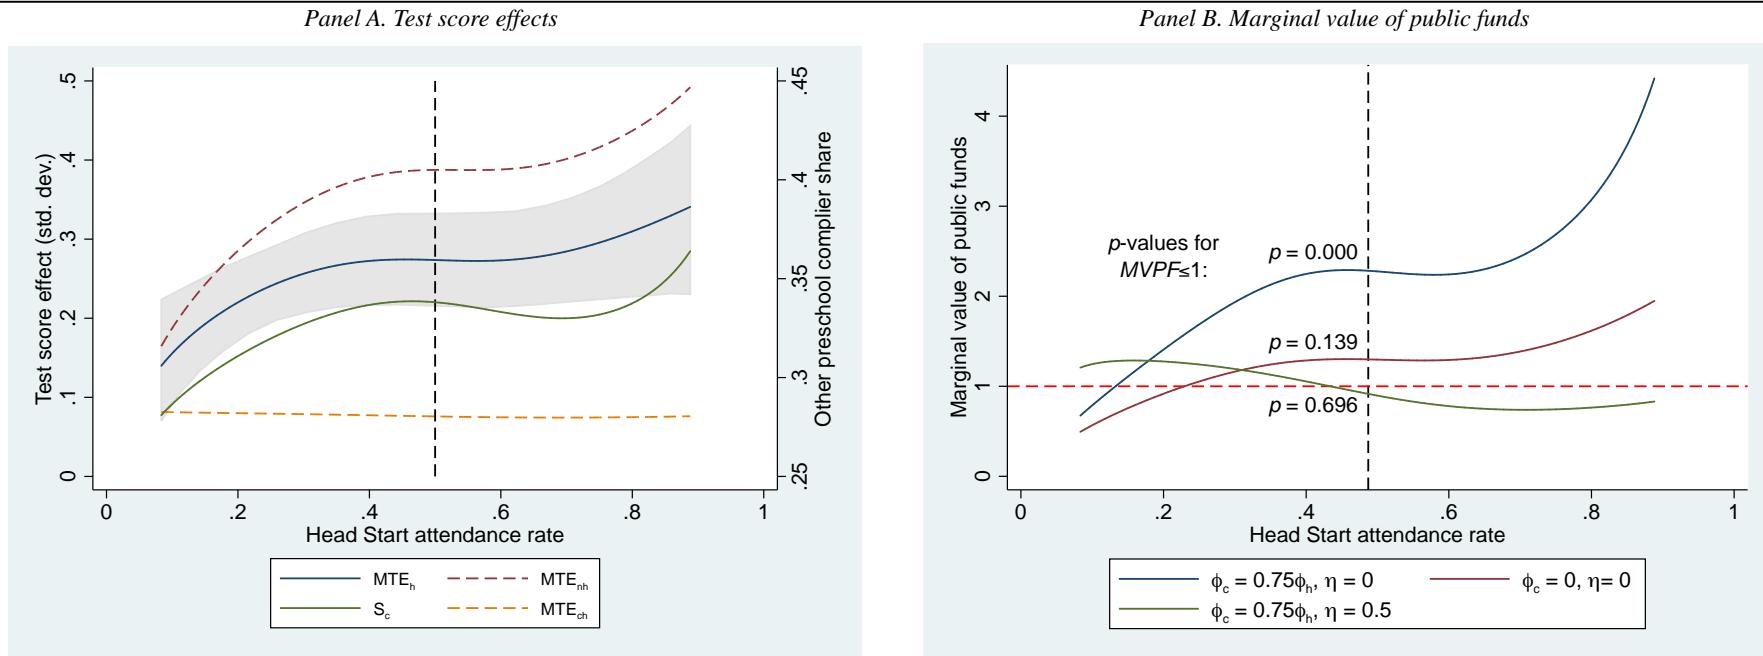 Panel A. Test score effects
Test score effect (std. dev.)
.5
.4
.3
.2
.1
0
.45
.4
.35
.3
.25
Other preschool complier share
0 .2 .4 .6 .8 1
Head Start attendance rate
MTEh MTEnh
Sc MTEch
Panel B. Marginal value of public funds
Marginal value of public funds
4
3
2
1
0
p-values for
MVPF≤1:
p = 0.000
p = 0.139
p = 0.696
0 .2 .4 .6 .8 1
Head Start attendance rate
ϕc = 0.75ϕh, η = 0 ϕc = 0, η= 0
ϕc = 0.75ϕh, η = 0.5